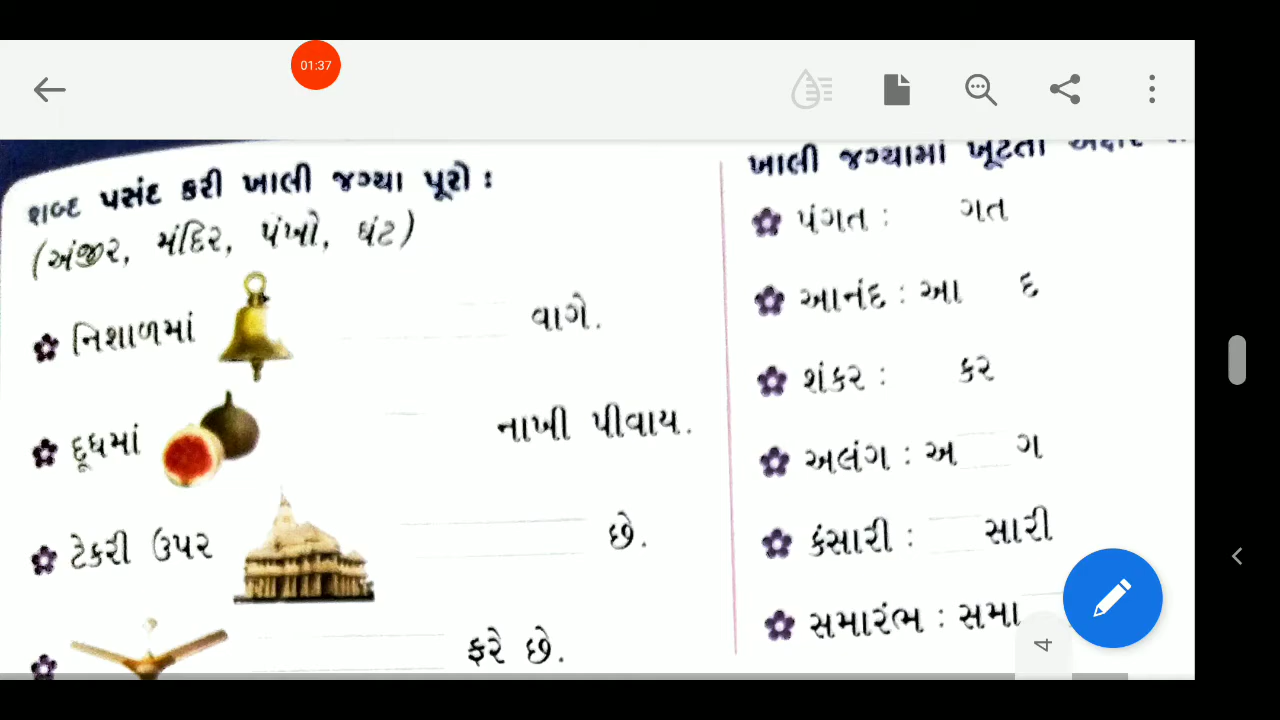 01:37
શબ્દ પસંદ કરી ખાલી જગ્યા પૂરો :
(અંજીર, મંદિર, પંખો, ઘંટ)
નિશાળમાં વાગે.
દૂધમાં નાખી પીવાય.
ટેકરી ઉપર છે.
ફરે છે.
ખાલી જગ્યામાં ખૂટતા
પંગત : ગત
આનંદ : આ દ
શંકર : કર
અલંગ : અ ગ
કંસારી : સારી
સમારંભ : સમા
4